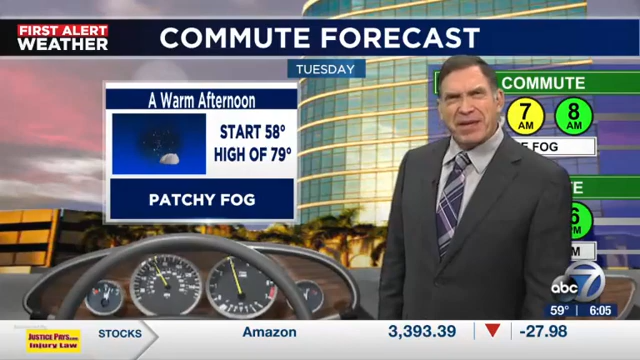 FIRST ALERT
WEATHER
COMMUTE FORECAST
TUESDAY
A Warm Afternoon
START 58°
HIGH OF 79°
PATCHY FOG
COMMUTE
7
AM
8
AM
FOG
abc 7
59° 6:05
JUSTICE PAYS.com
Injury Law
STOCKS
Amazon 3,393.39 -27.98